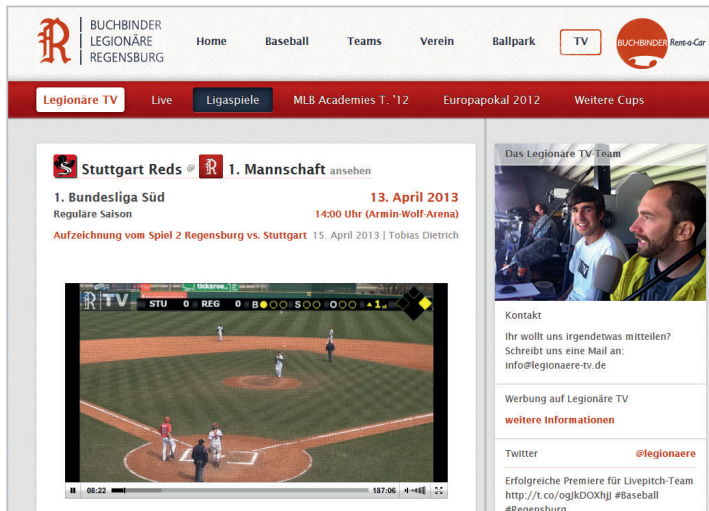 BUCHBINDER
LEGIONÄRE
REGENSBURG
Home Baseball Teams Verein Ballpark TV
BUCHBINDER Rent-a-Car
Legionäre TV Live Ligaspiele MLB Academies T. '12 Europapokal 2012 Weitere Cups
Stuttgart Reds @ R 1. Mannschaft ansehen
1. Bundesliga Süd 13. April 2013
Reguläre Saison 14:00 Uhr (Armin-Wolf-Arena)
Aufzeichnung vom Spiel 2 Regensburg vs. Stuttgart 15. April 2013 | Tobias Dietrich
tickaroo
R TV STU 0 REG 0 B S O 1st
08:22 187:06
Das Legionäre TV-Team
Kontakt
Ihr wollt uns irgendetwas mitteilen?
Schreibt uns eine Mail an:
info@legionaere-tv.de
Werbung auf Legionäre TV
weitere Informationen
Twitter @legionaere
Erfolgreiche Premiere für Livepitch-Team
http://t.co/ogJkDOXhjJ #Baseball
#Regensburg